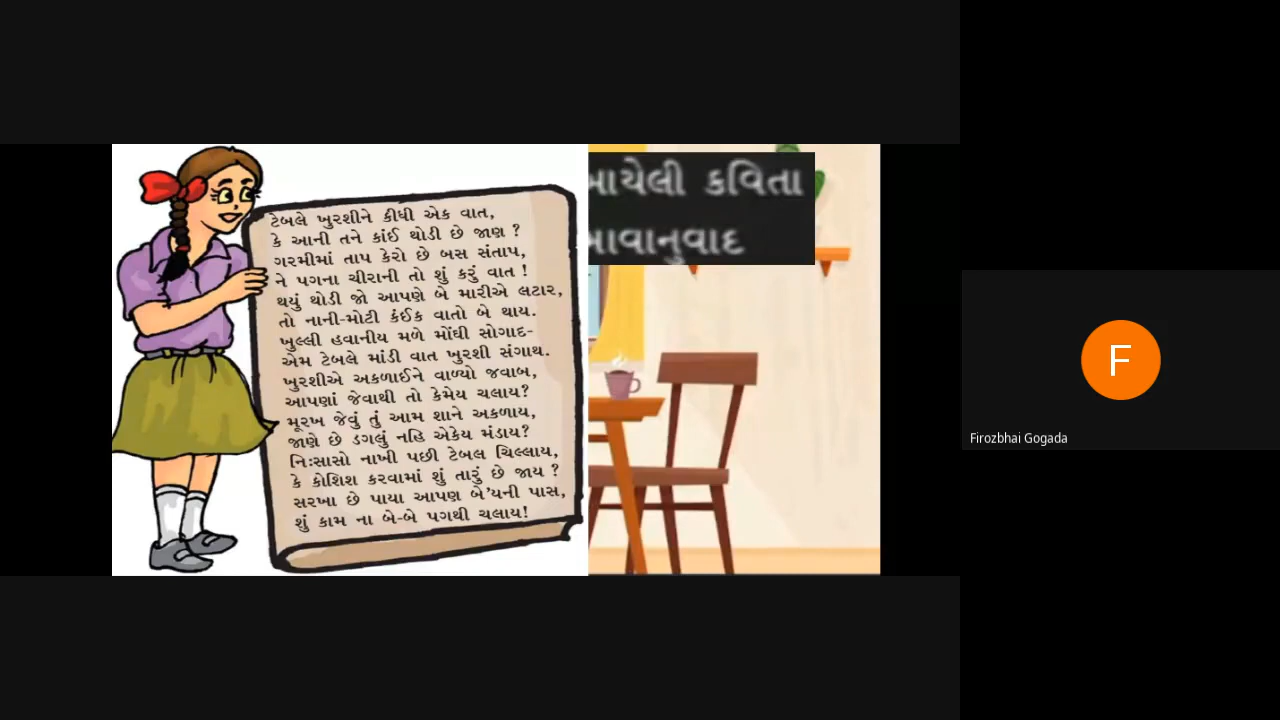 ટેબલે ખુરશીને કીધી એક વાત,
કે આની તને કાંઈ થોડી છે જાણ ?
ગરમીમાં તાપ કેરો છે બસ સંતાપ,
ને પગના ચીરાની તો શું કરું વાત !
થયું થોડી જો આપણે બે મારીએ લટાર,
તો નાની-મોટી કંઈક વાતો બે થાય.
ખુલ્લી હવાનીય મળે મોંઘી સોગાદ-
એમ ટેબલે માંડી વાત ખુરશી સંગાથ.
ખુરશીએ અકળાઈને વાળ્યો જવાબ,
આપણાં જેવાથી તો કેમેય ચલાય?
મૂરખ જેવું તું આમ શાને અકળાય,
જાણે છે ડગલું નહિ એકેય મંડાય?
નિઃસાસો નાખી પછી ટેબલ ચિલ્લાય,
કે કોશિશ કરવામાં શું તારું છે જાય ?
સરખા છે પાયા આપણ બે'યની પાસ,
શું કામ ના બે-બે પગથી ચલાય!
કવિતા
F
Firozbhai Gogada